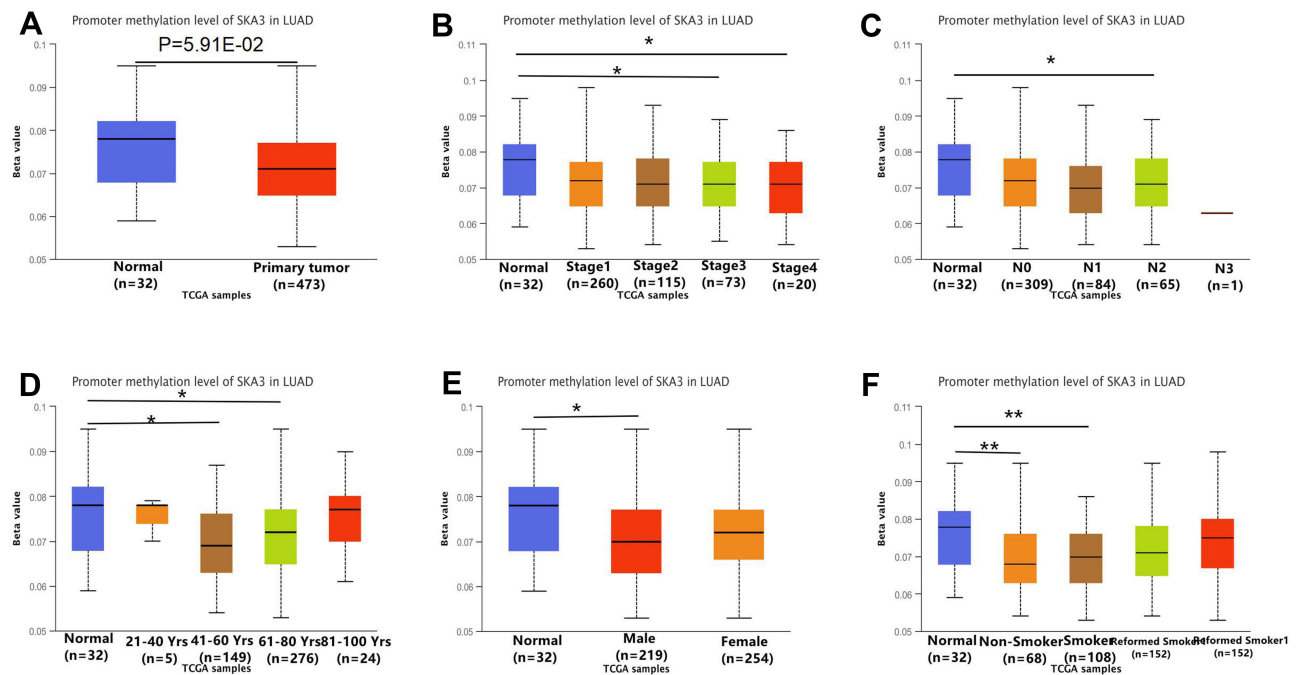 A
Promoter methylation level of SKA3 in LUAD
P=5.91E-02
Beta value
0.1
0.09
0.08
0.07
0.06
0.05
Normal
(n=32)
Primary tumor
(n=473)
TCGA samples
B
Promoter methylation level of SKA3 in LUAD
*
*
Beta value
0.11
0.1
0.09
0.08
0.07
0.06
0.05
Normal
(n=32)
Stage1
(n=260)
Stage2
(n=115)
Stage3
(n=73)
Stage4
(n=20)
TCGA samples
C
Promoter methylation level of SKA3 in LUAD
*
Beta value
0.11
0.1
0.09
0.08
0.07
0.06
0.05
Normal
(n=32)
N0
(n=309)
N1
(n=84)
N2
(n=65)
N3
(n=1)
TCGA samples
D
Promoter methylation level of SKA3 in LUAD
*
*
Beta value
0.1
0.09
0.08
0.07
0.06
0.05
Normal
(n=32)
21-40 Yrs
(n=5)
41-60 Yrs
(n=149)
61-80 Yrs
(n=276)
81-100 Yrs
(n=24)
TCGA samples
E
Promoter methylation level of SKA3 in LUAD
*
Beta value
0.1
0.09
0.08
0.07
0.06
0.05
Normal
(n=32)
Male
(n=219)
Female
(n=254)
TCGA samples
F
Promoter methylation level of SKA3 in LUAD
**
**
Beta value
0.11
0.1
0.09
0.08
0.07
0.06
0.05
Normal
(n=32)
Non-Smoker
(n=68)
Smoker
(n=108)
Reformed Smoker1
(n=152)
Reformed Smoker1
(n=152)
TCGA samples